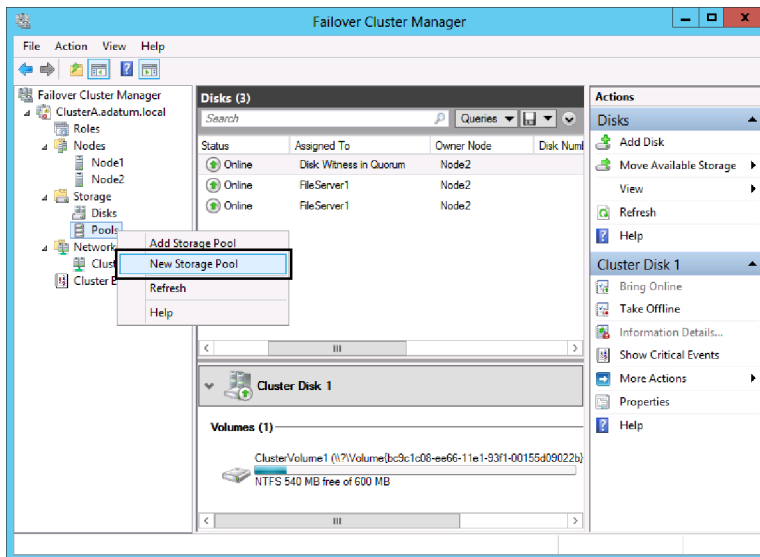 Failover Cluster Manager
File Action View Help
Failover Cluster Manager
ClusterA.adatum.local
Roles
Nodes
Node1
Node2
Storage
Disks
Pools
Network
Clust
Cluster E
Add Storage Pool
New Storage Pool
Refresh
Help
Disks (3)
Search
Queries
Status Assigned To Owner Node Disk Numl
Online Disk Witness in Quorum Node2
Online FileServer1 Node2
Online FileServer1 Node2
Cluster Disk 1
Volumes (1)
ClusterVolume1 (\\?\Volume{bc9c1c08-ee66-11e1-93f1-00155d09022b}
NTFS 540 MB free of 600 MB
Actions
Disks
Add Disk
Move Available Storage
View
Refresh
Help
Cluster Disk 1
Bring Online
Take Offline
Information Details...
Show Critical Events
More Actions
Properties
Help